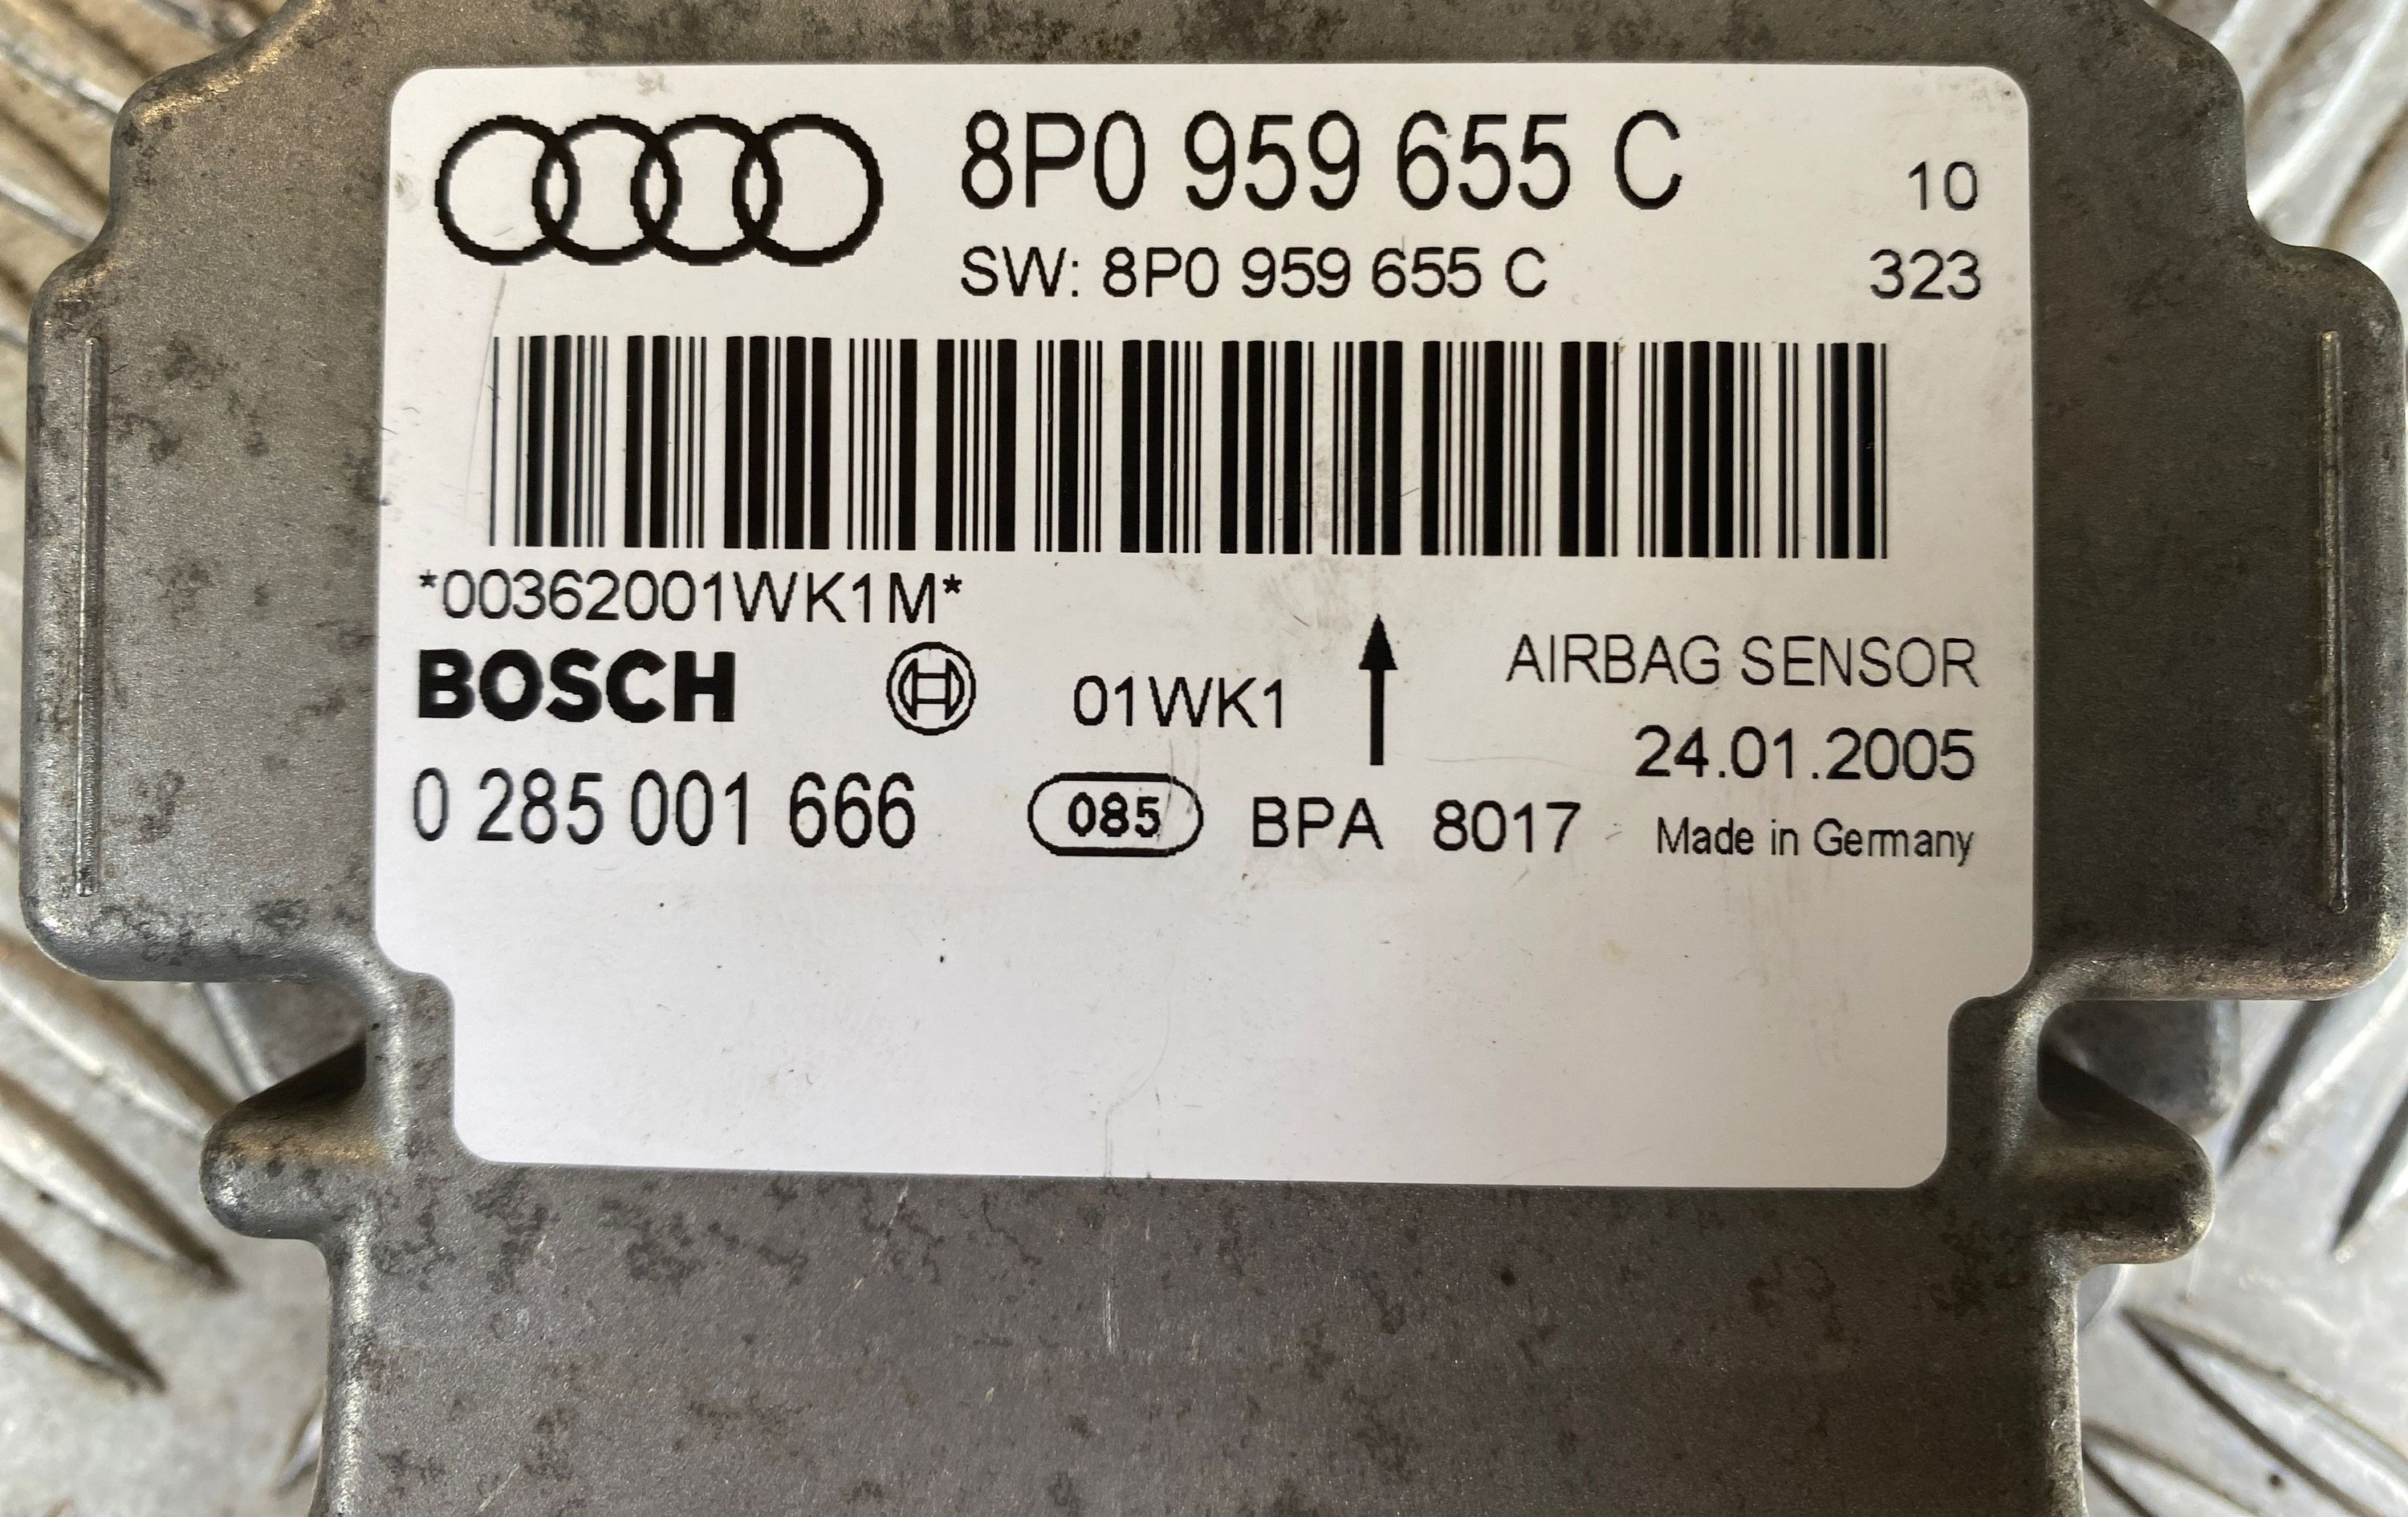 8P0 959 655 C
10
SW: 8P0 959 655 C
323
*00362001WK1M*
BOSCH
01WK1
AIRBAG SENSOR
24.01.2005
0 285 001 666
085
BPA 8017
Made in Germany